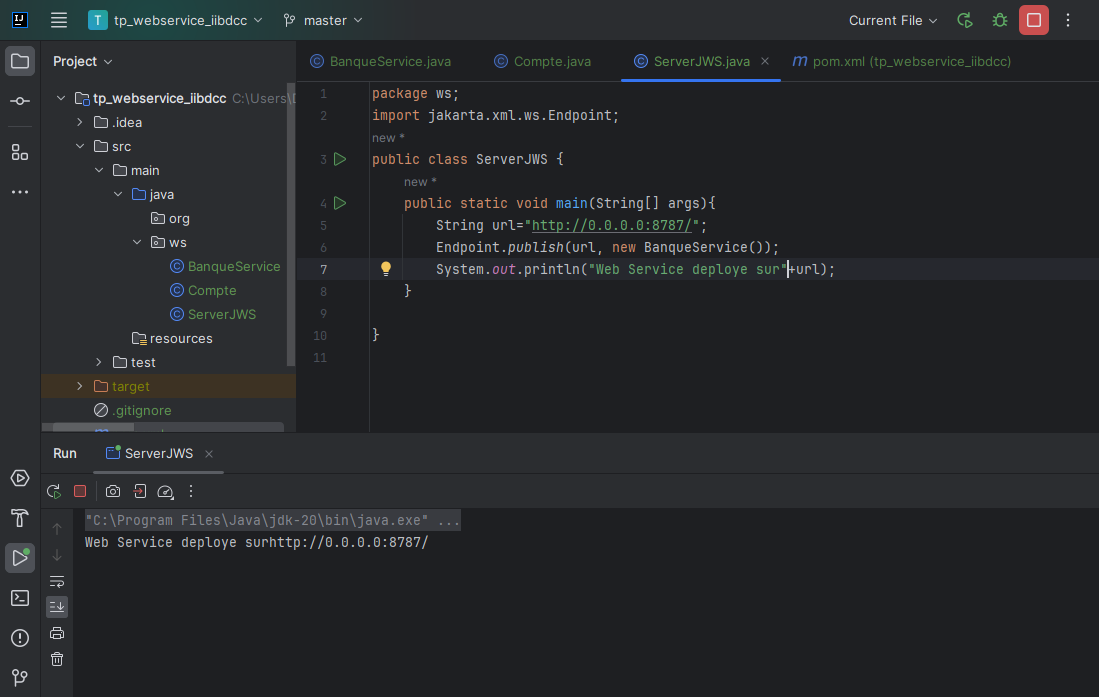 IJ
T tp_webservice_iibdcc
master
Current File
Project
BanqueService.java
Compte.java
ServerJWS.java
m pom.xml (tp_webservice_iibdcc)
tp_webservice_iibdcc C:\Users\
.idea
src
main
java
org
ws
BanqueService
Compte
ServerJWS
resources
test
target
.gitignore
1 package ws;
2 import jakarta.xml.ws.Endpoint;
new *
3 public class ServerJWS {
new *
4 public static void main(String[] args){
5 String url="http://0.0.0.0:8787/";
6 Endpoint.publish(url, new BanqueService());
7 System.out.println("Web Service deploye sur"+url);
8 }
9
10 }
11
Run
ServerJWS
"C:\Program Files\Java\jdk-20\bin\java.exe" ...
Web Service deploye surhttp://0.0.0.0:8787/